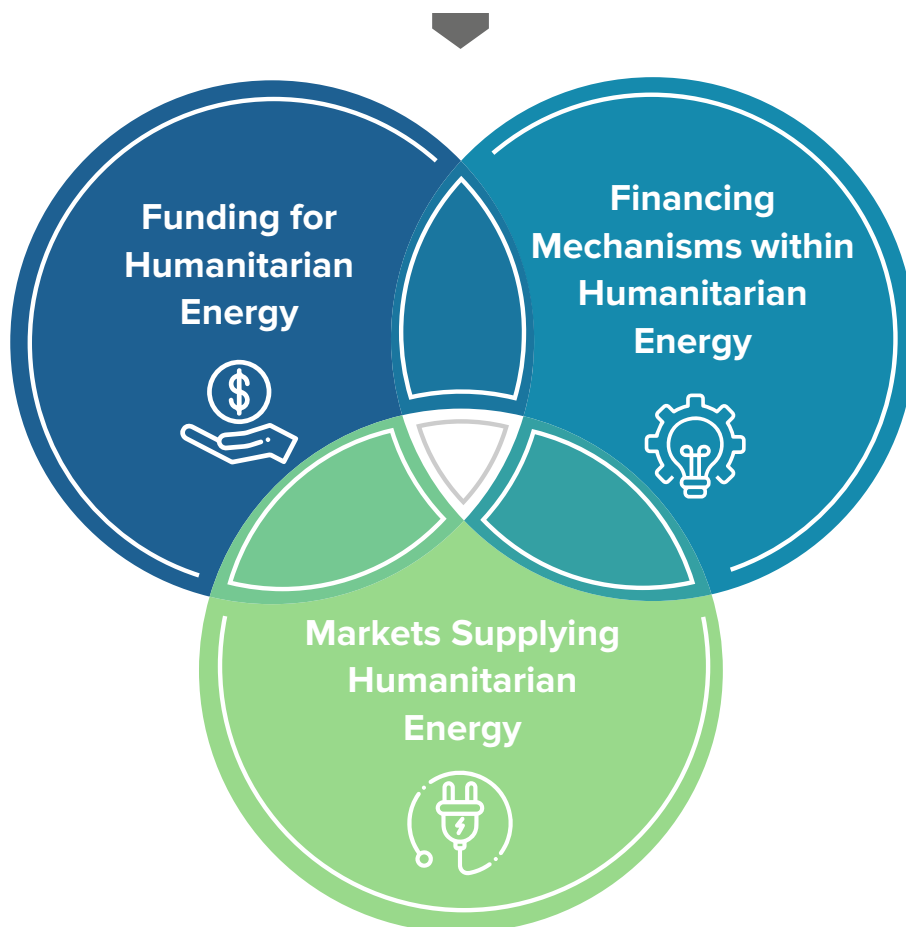 Funding for
Humanitarian
Energy
$
Financing
Mechanisms within
Humanitarian
Energy
Markets Supplying
Humanitarian
Energy